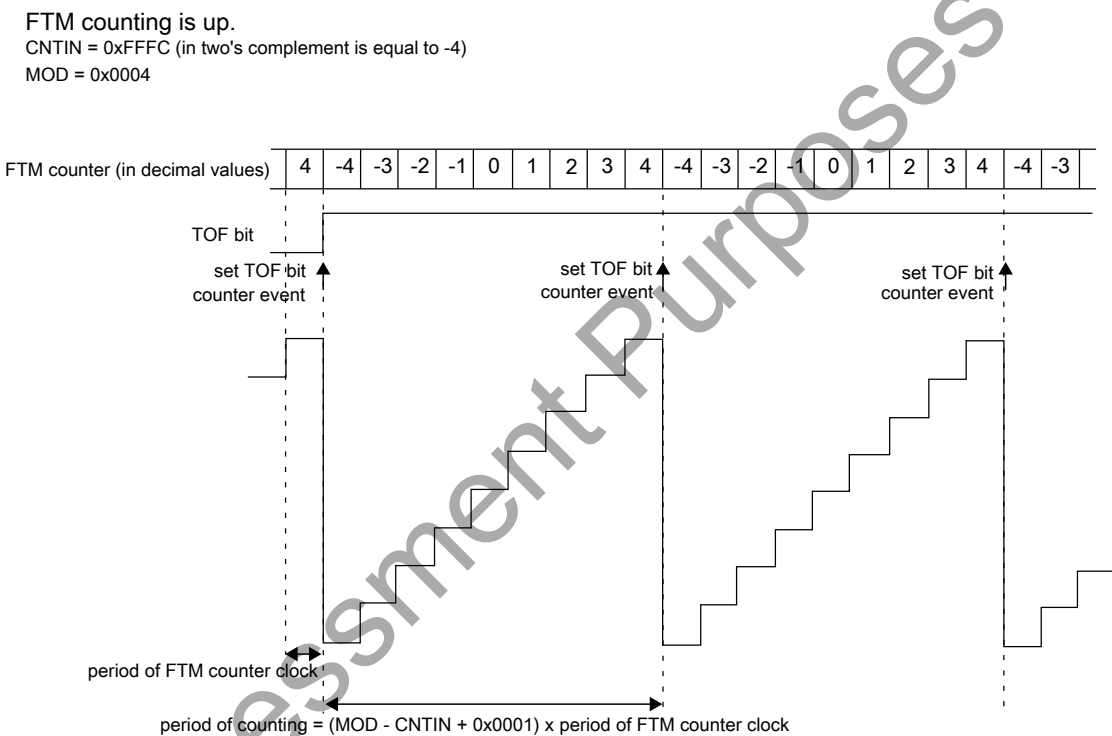 FTM counting is up.
CNTIN = 0xFFFC (in two's complement is equal to -4)
MOD = 0x0004
FTM counter (in decimal values) 4 -4 -3 -2 -1 0 1 2 3 4 -4 -3 -2 -1 0 1 2 3 4 -4 -3
TOF bit
set TOF bit set TOF bit set TOF bit
counter event counter event counter event
period of FTM counter clock
period of counting = (MOD - CNTIN + 0x0001) x period of FTM counter clock
essment Purposes